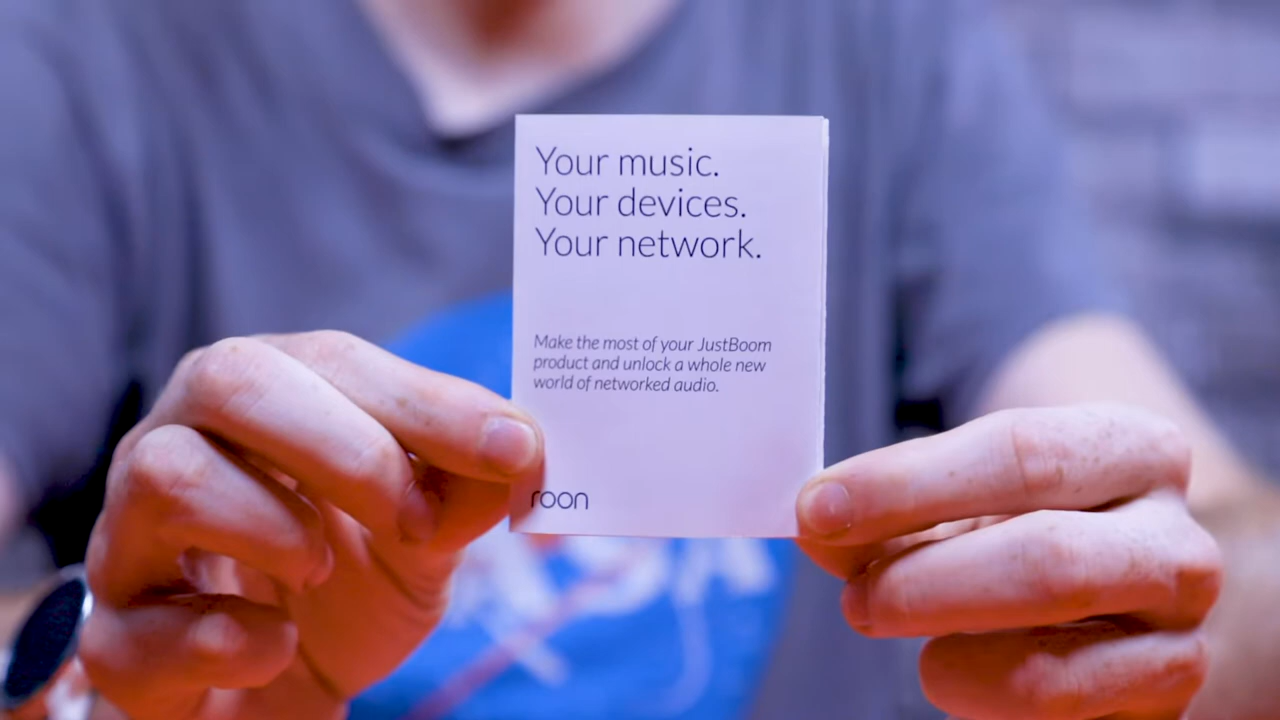 Your music.
Your devices.
Your network.
Make the most of your JustBoom
product and unlock a whole new
world of networked audio.
roon